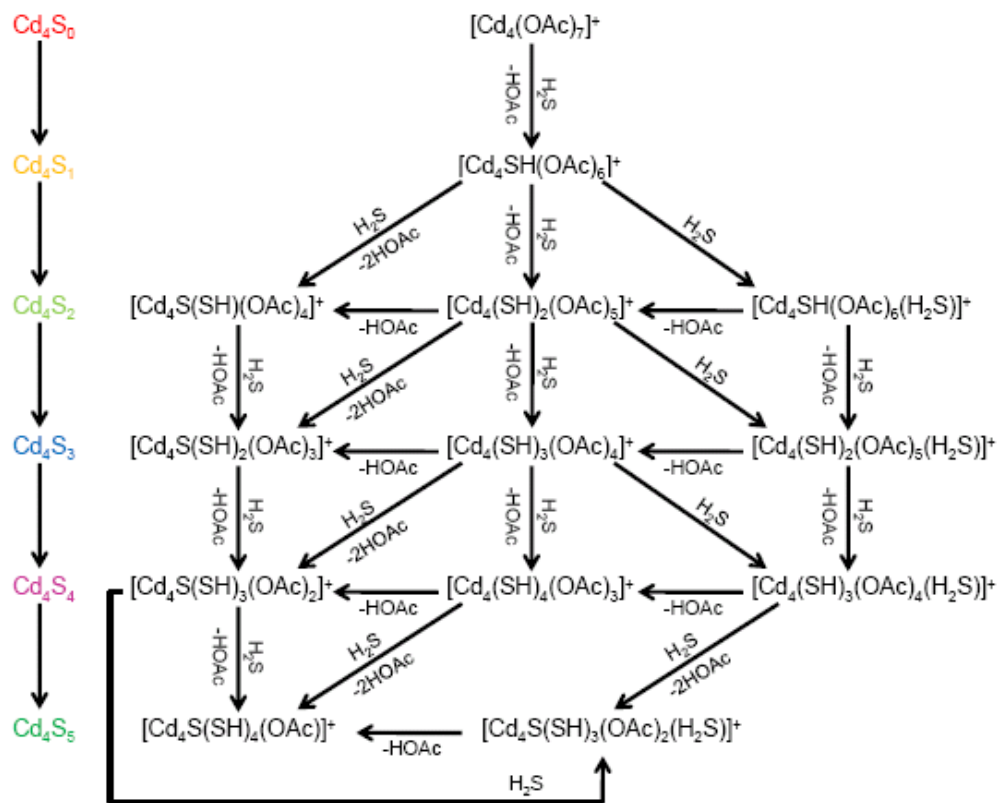 Cd₄S₀ [Cd₄(OAc)₇]⁺
H₂S
-HOAc
Cd₄S₁ [Cd₄SH(OAc)₆]⁺
H₂S
-2HOAc
H₂S
-HOAc
H₂S
Cd₄S₂ [Cd₄S(SH)(OAc)₄]⁺ [Cd₄(SH)₂(OAc)₅]⁺ [Cd₄SH(OAc)₆(H₂S)]⁺
-HOAc
-HOAc
H₂S
-HOAc
H₂S
-2HOAc
H₂S
-HOAc
H₂S
H₂S
-HOAc
Cd₄S₃ [Cd₄S(SH)₂(OAc)₃]⁺ [Cd₄(SH)₃(OAc)₄]⁺ [Cd₄(SH)₂(OAc)₅(H₂S)]⁺
-HOAc
-HOAc
H₂S
-HOAc
H₂S
-2HOAc
H₂S
-HOAc
H₂S
H₂S
-HOAc
Cd₄S₄ [Cd₄S(SH)₃(OAc)₂]⁺ [Cd₄(SH)₄(OAc)₃]⁺ [Cd₄(SH)₃(OAc)₄(H₂S)]⁺
-HOAc
-HOAc
H₂S
-HOAc
H₂S
-2HOAc
H₂S
-2HOAc
Cd₄S₅ [Cd₄S(SH)₄(OAc)]⁺ [Cd₄S(SH)₃(OAc)₂(H₂S)]⁺
-HOAc
H₂S